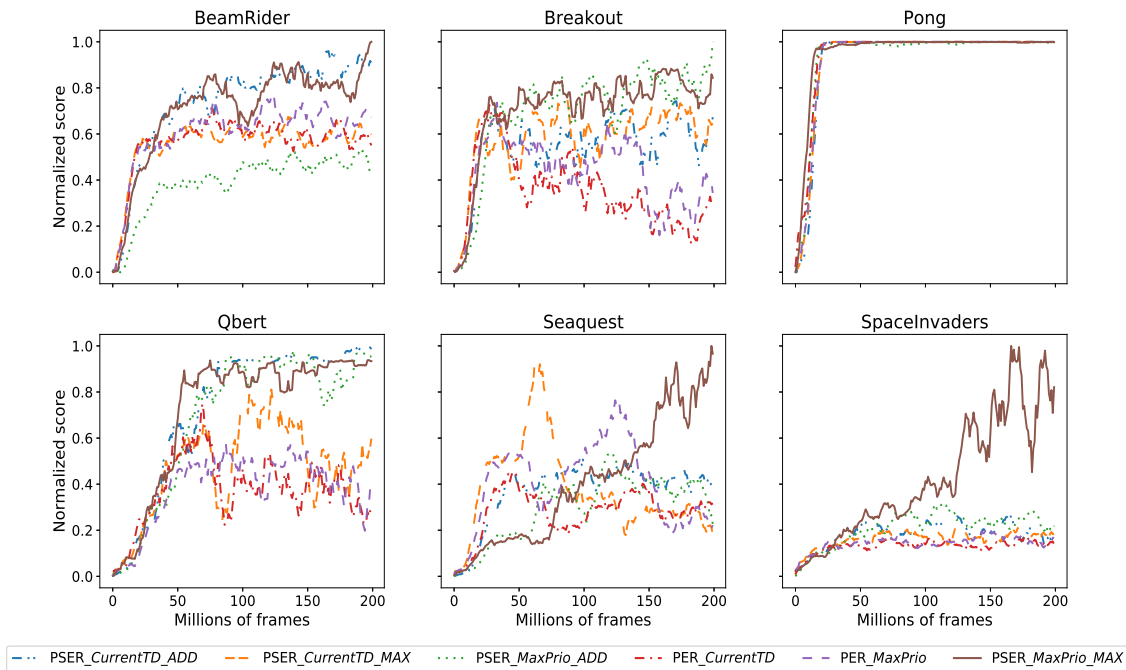 BeamRider
Breakout
Pong
Normalized score
1.0
0.8
0.6
0.4
0.2
0.0
Qbert
Seaquest
SpaceInvaders
Normalized score
1.0
0.8
0.6
0.4
0.2
0.0
0 50 100 150 200
0 50 100 150 200
0 50 100 150 200
Millions of frames
Millions of frames
Millions of frames
PSER_CurrentTD_ADD PSER_CurrentTD_MAX PSER_MaxPrio_ADD PER_CurrentTD PER_MaxPrio PSER_MaxPrio_MAX